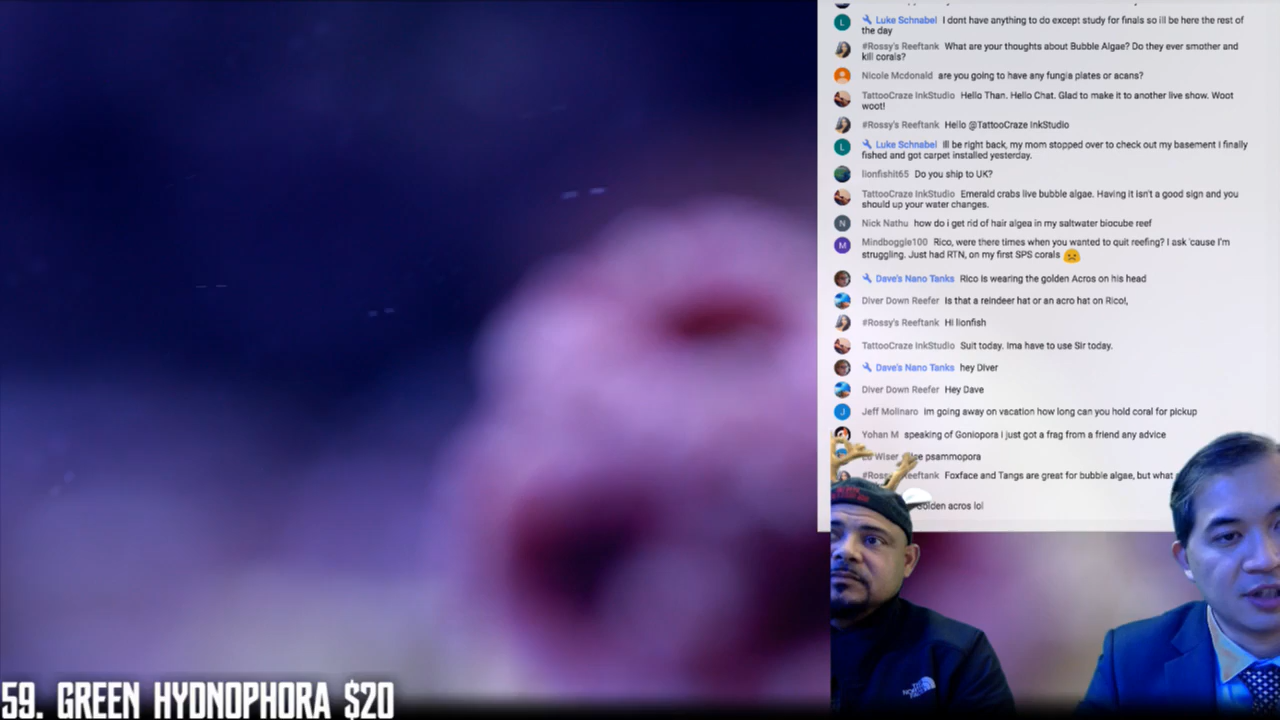 Luke Schnabel I dont have anything to do except study for finals so ill be here the rest of
the day
#Rossy's Reeftank What are your thoughts about Bubble Algae? Do they ever smother and
kill corals?
Nicole Mcdonald are you going to have any fungia plates or acans?
TattooCraze InkStudio Hello Than. Hello Chat. Glad to make it to another live show. Woot
woot!
#Rossy's Reeftank Hello @TattooCraze InkStudio
Luke Schnabel Ill be right back, my mom stopped over to check out my basement i finally
fished and got carpet installed yesterday.
lionfishit65 Do you ship to UK?
TattooCraze InkStudio Emerald crabs live bubble algae. Having it isn't a good sign and you
should up your water changes.
Nick Nathu how do i get rid of hair algea in my saltwater biocube reef
Mindboggle100 Rico, were there times when you wanted to quit reefing? I ask 'cause I'm
struggling. Just had RTN, on my first SPS corals
Dave's Nano Tanks Rico is wearing the golden Acros on his head
Diver Down Reefer Is that a reindeer hat or an acro hat on Rico!,
#Rossy's Reeftank Hi lionfish
TattooCraze InkStudio Suit today. Ima have to use Sir today.
Dave's Nano Tanks hey Diver
Diver Down Reefer Hey Dave
Jeff Molinaro im going away on vacation how long can you hold coral for pickup
Yohan M speaking of Goniopora i just got a frag from a friend any advice
Wiser psammopora
Foxface and Tangs are great for bubble algae, but what
Golden acros lol
THE NORTH FACE
59. GREEN HYDNOPHORA $20